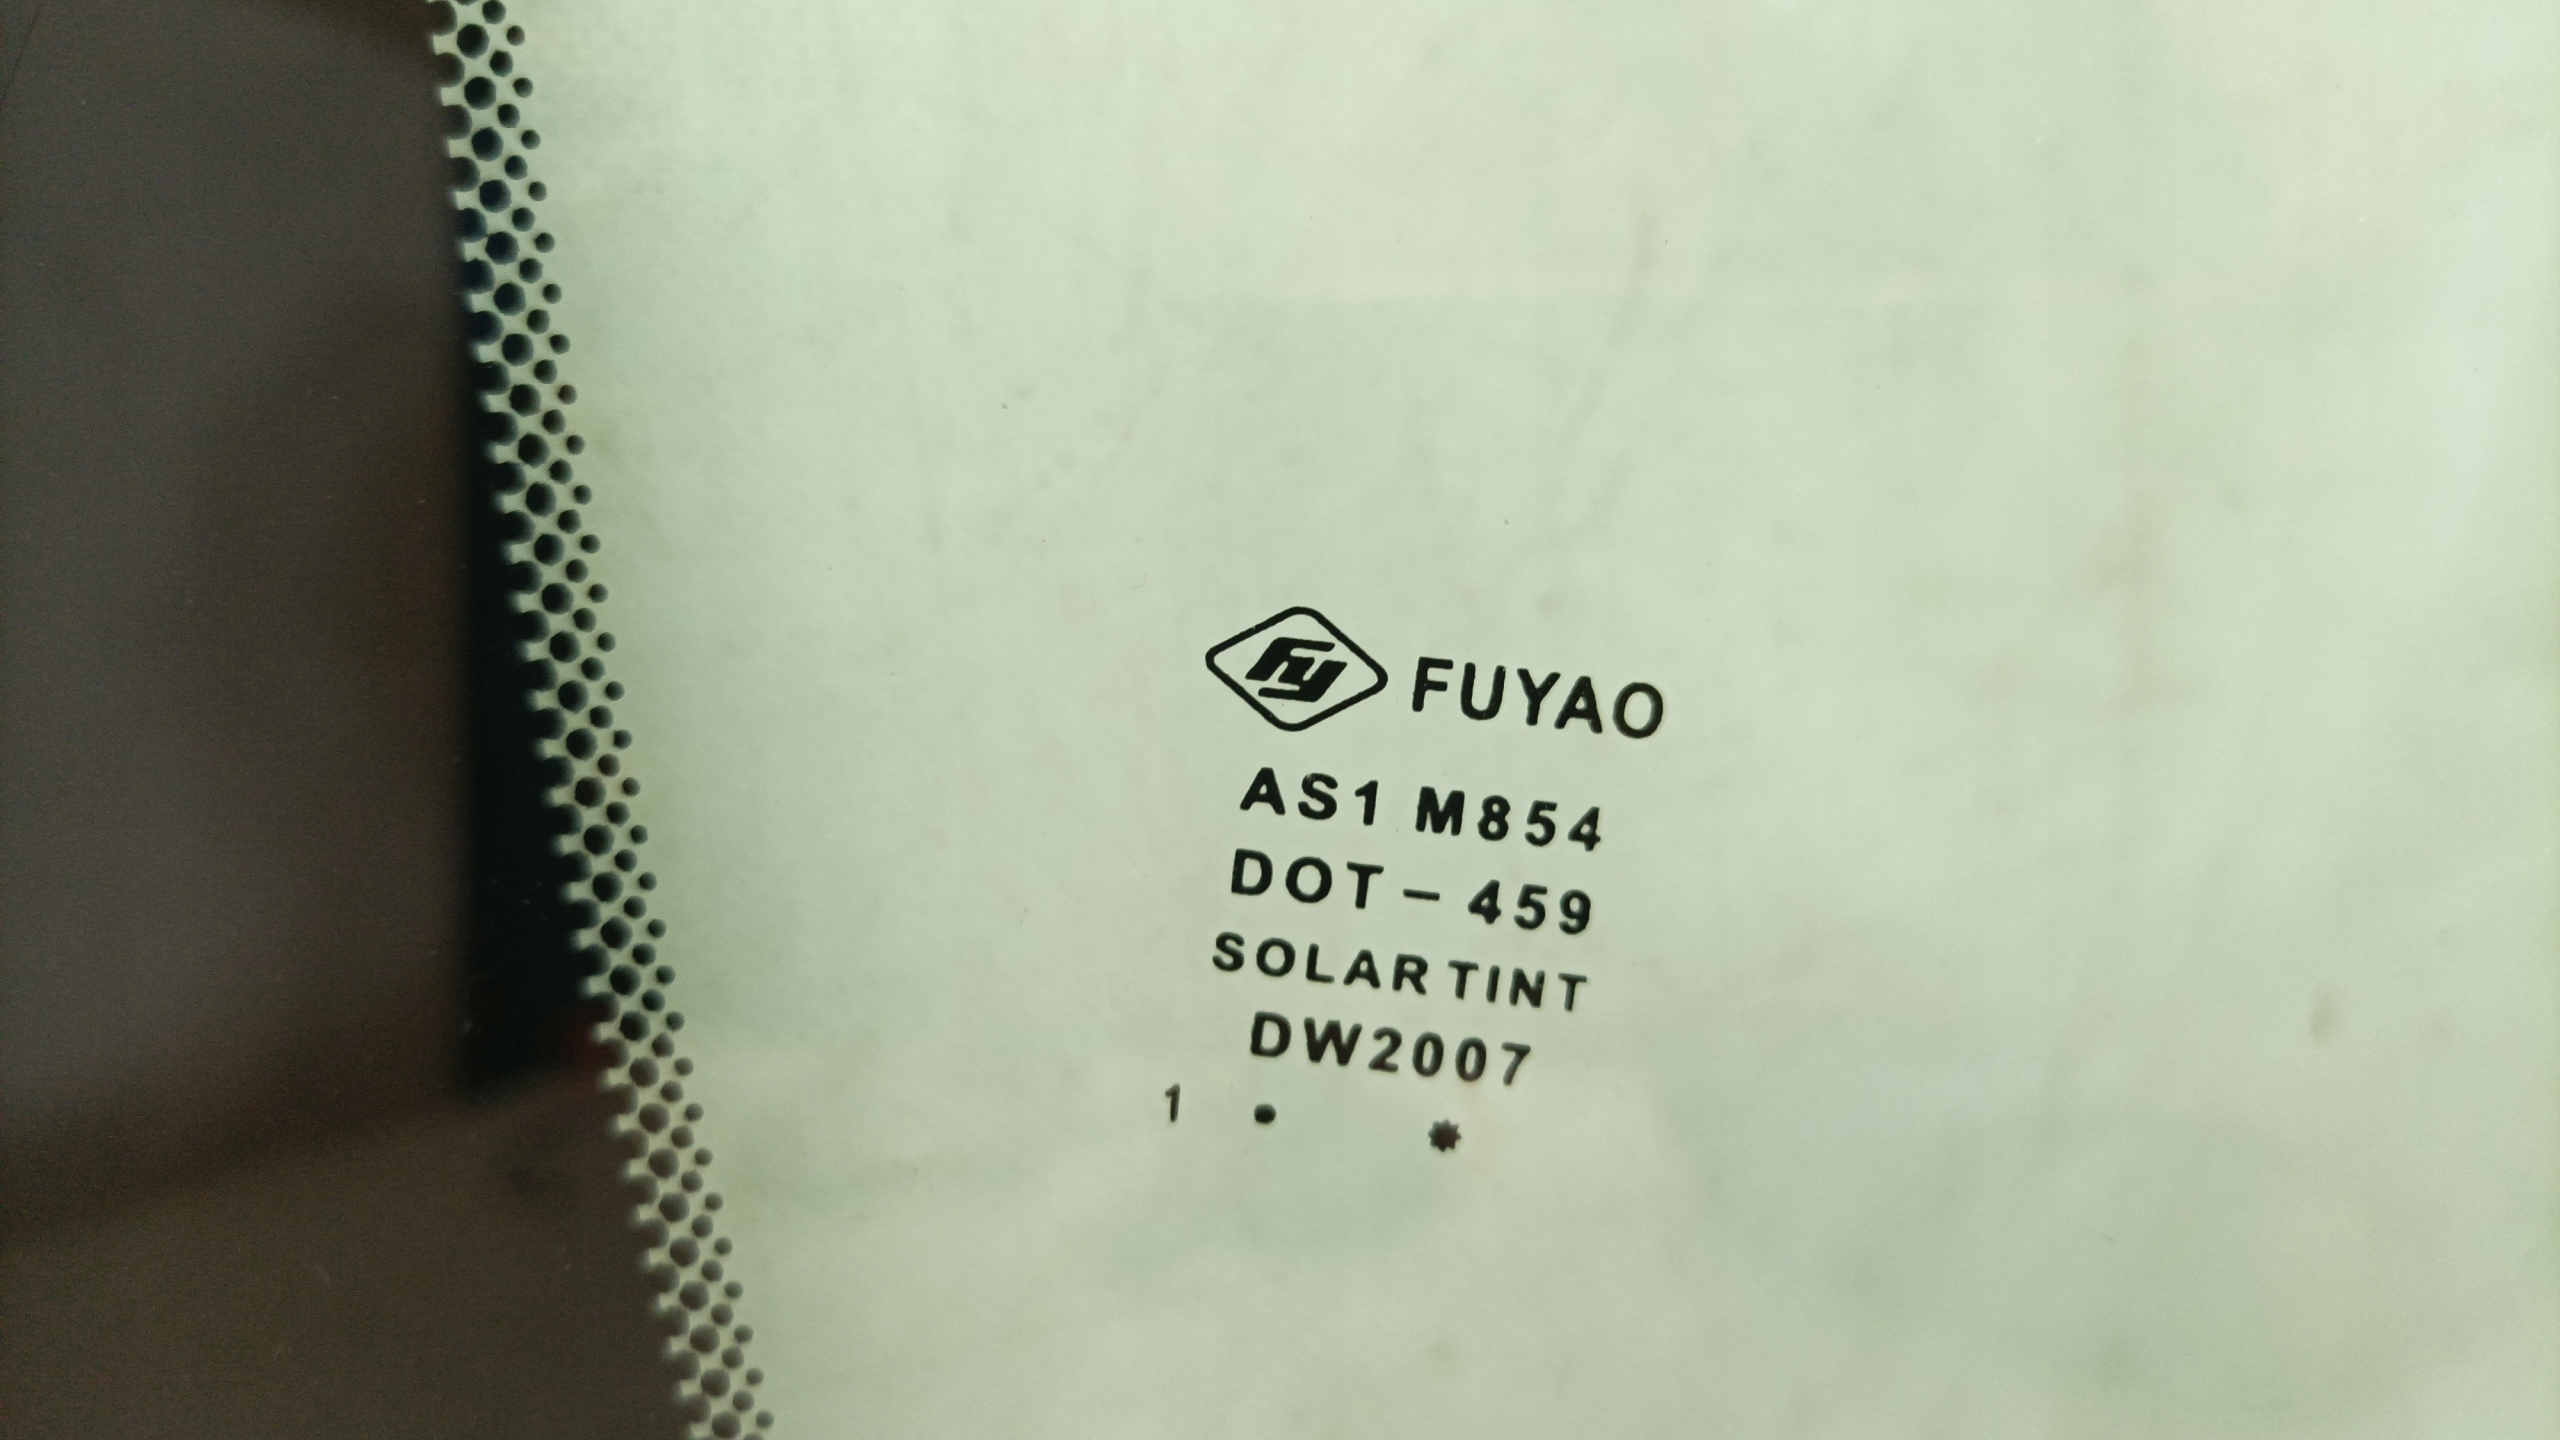 fy FUYAO
AS1 M854
DOT - 459
SOLAR TINT
DW2007
1 • *